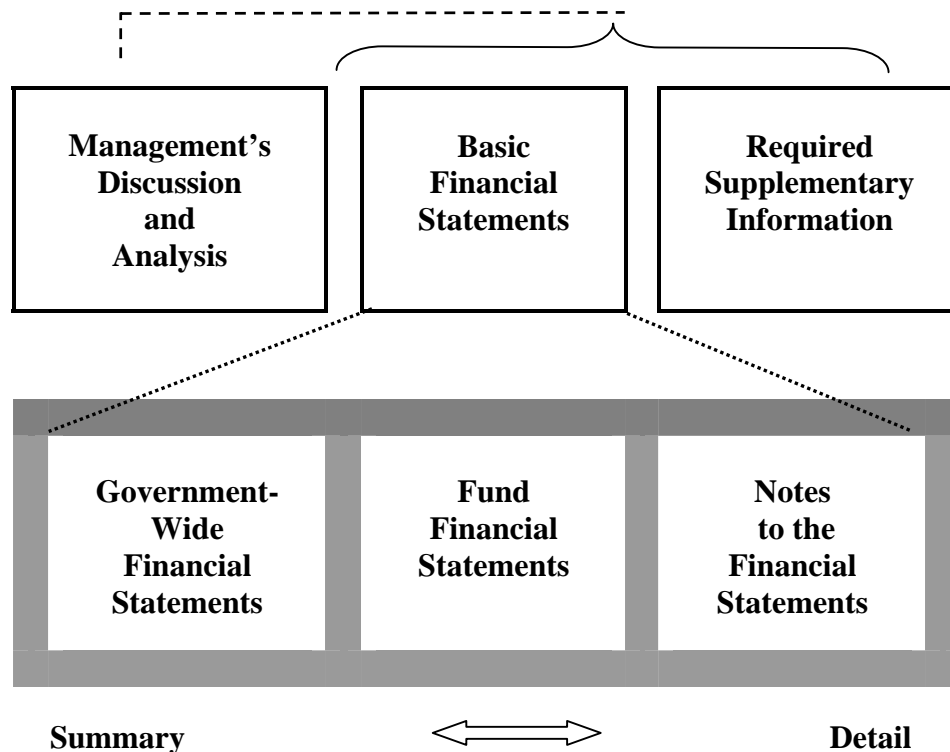 Management’s
Discussion
and
Analysis
Basic
Financial
Statements
Required
Supplementary
Information
Government-
Wide
Financial
Statements
Fund
Financial
Statements
Notes
to the
Financial
Statements
Summary
Detail